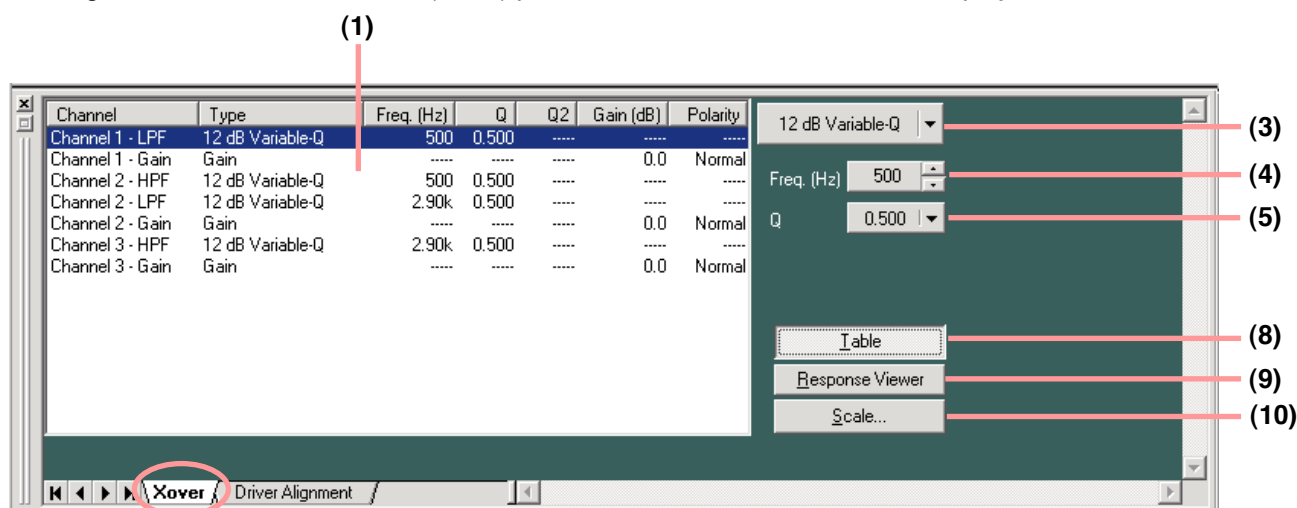 (1)
Channel Type Freq. (Hz) Q Q2 Gain (dB) Polarity
Channel 1 - LPF 12 dB Variable-Q 500 0.500 ----- ----- -----
Channel 1 - Gain Gain ----- ----- ----- 0.0 Normal
Channel 2 - HPF 12 dB Variable-Q 500 0.500 ----- ----- -----
Channel 2 - LPF 12 dB Variable-Q 2.90k 0.500 ----- ----- -----
Channel 2 - Gain Gain ----- ----- ----- 0.0 Normal
Channel 3 - HPF 12 dB Variable-Q 2.90k 0.500 ----- ----- -----
Channel 3 - Gain Gain ----- ----- ----- 0.0 Normal
12 dB Variable-Q (3)
Freq. (Hz) 500 (4)
Q 0.500 (5)
Table (8)
Response Viewer (9)
Scale... (10)
Xover Driver Alignment